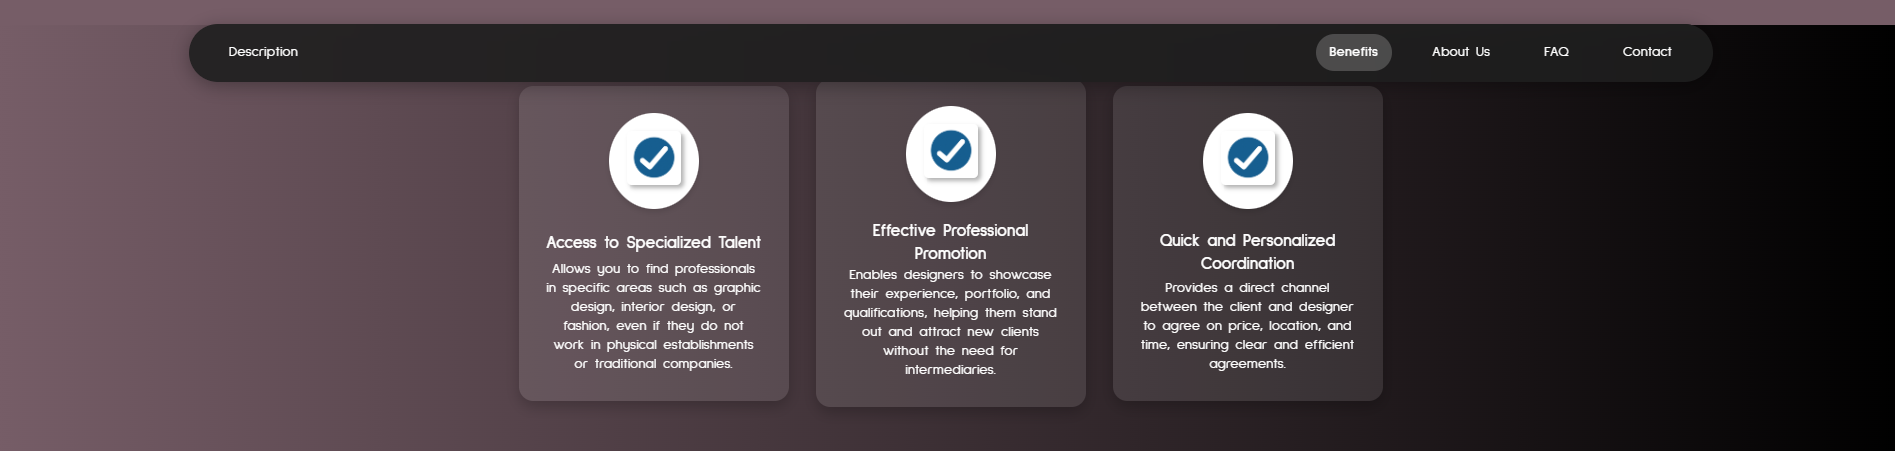 Description
Benefits
About Us
FAQ
Contact
Access to Specialized Talent
Allows you to find professionals
in specific areas such as graphic
design, interior design, or
fashion, even if they do not
work in physical establishments
or traditional companies.
Effective Professional
Promotion
Enables designers to showcase
their experience, portfolio, and
qualifications, helping them stand
out and attract new clients
without the need for
intermediaries.
Quick and Personalized
Coordination
Provides a direct channel
between the client and designer
to agree on price, location, and
time, ensuring clear and efficient
agreements.